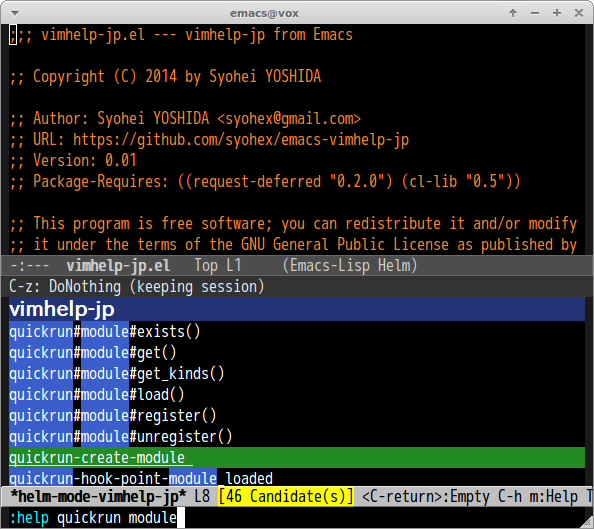 emacs@vox
;;; vimhelp-jp.el --- vimhelp-jp from Emacs
;; Copyright (C) 2014 by Syohei YOSHIDA
;; Author: Syohei YOSHIDA <syohex@gmail.com>
;; URL: https://github.com/syohex/emacs-vimhelp-jp
;; Version: 0.01
;; Package-Requires: ((request-deferred "0.2.0") (cl-lib "0.5"))
;; This program is free software; you can redistribute it and/or modify
;; it under the terms of the GNU General Public License as published by
-:---  vimhelp-jp.el   Top L1     (Emacs-Lisp Helm)
C-z: DoNothing (keeping session)
vimhelp-jp
quickrun#module#exists()
quickrun#module#get()
quickrun#module#get_kinds()
quickrun#module#load()
quickrun#module#register()
quickrun#module#unregister()
quickrun-create-module
quickrun-hook-point-module_loaded
*helm-mode-vimhelp-jp* L8 [46 Candidate(s)] <C-return>:Empty C-h m:Help T
:help quickrun module